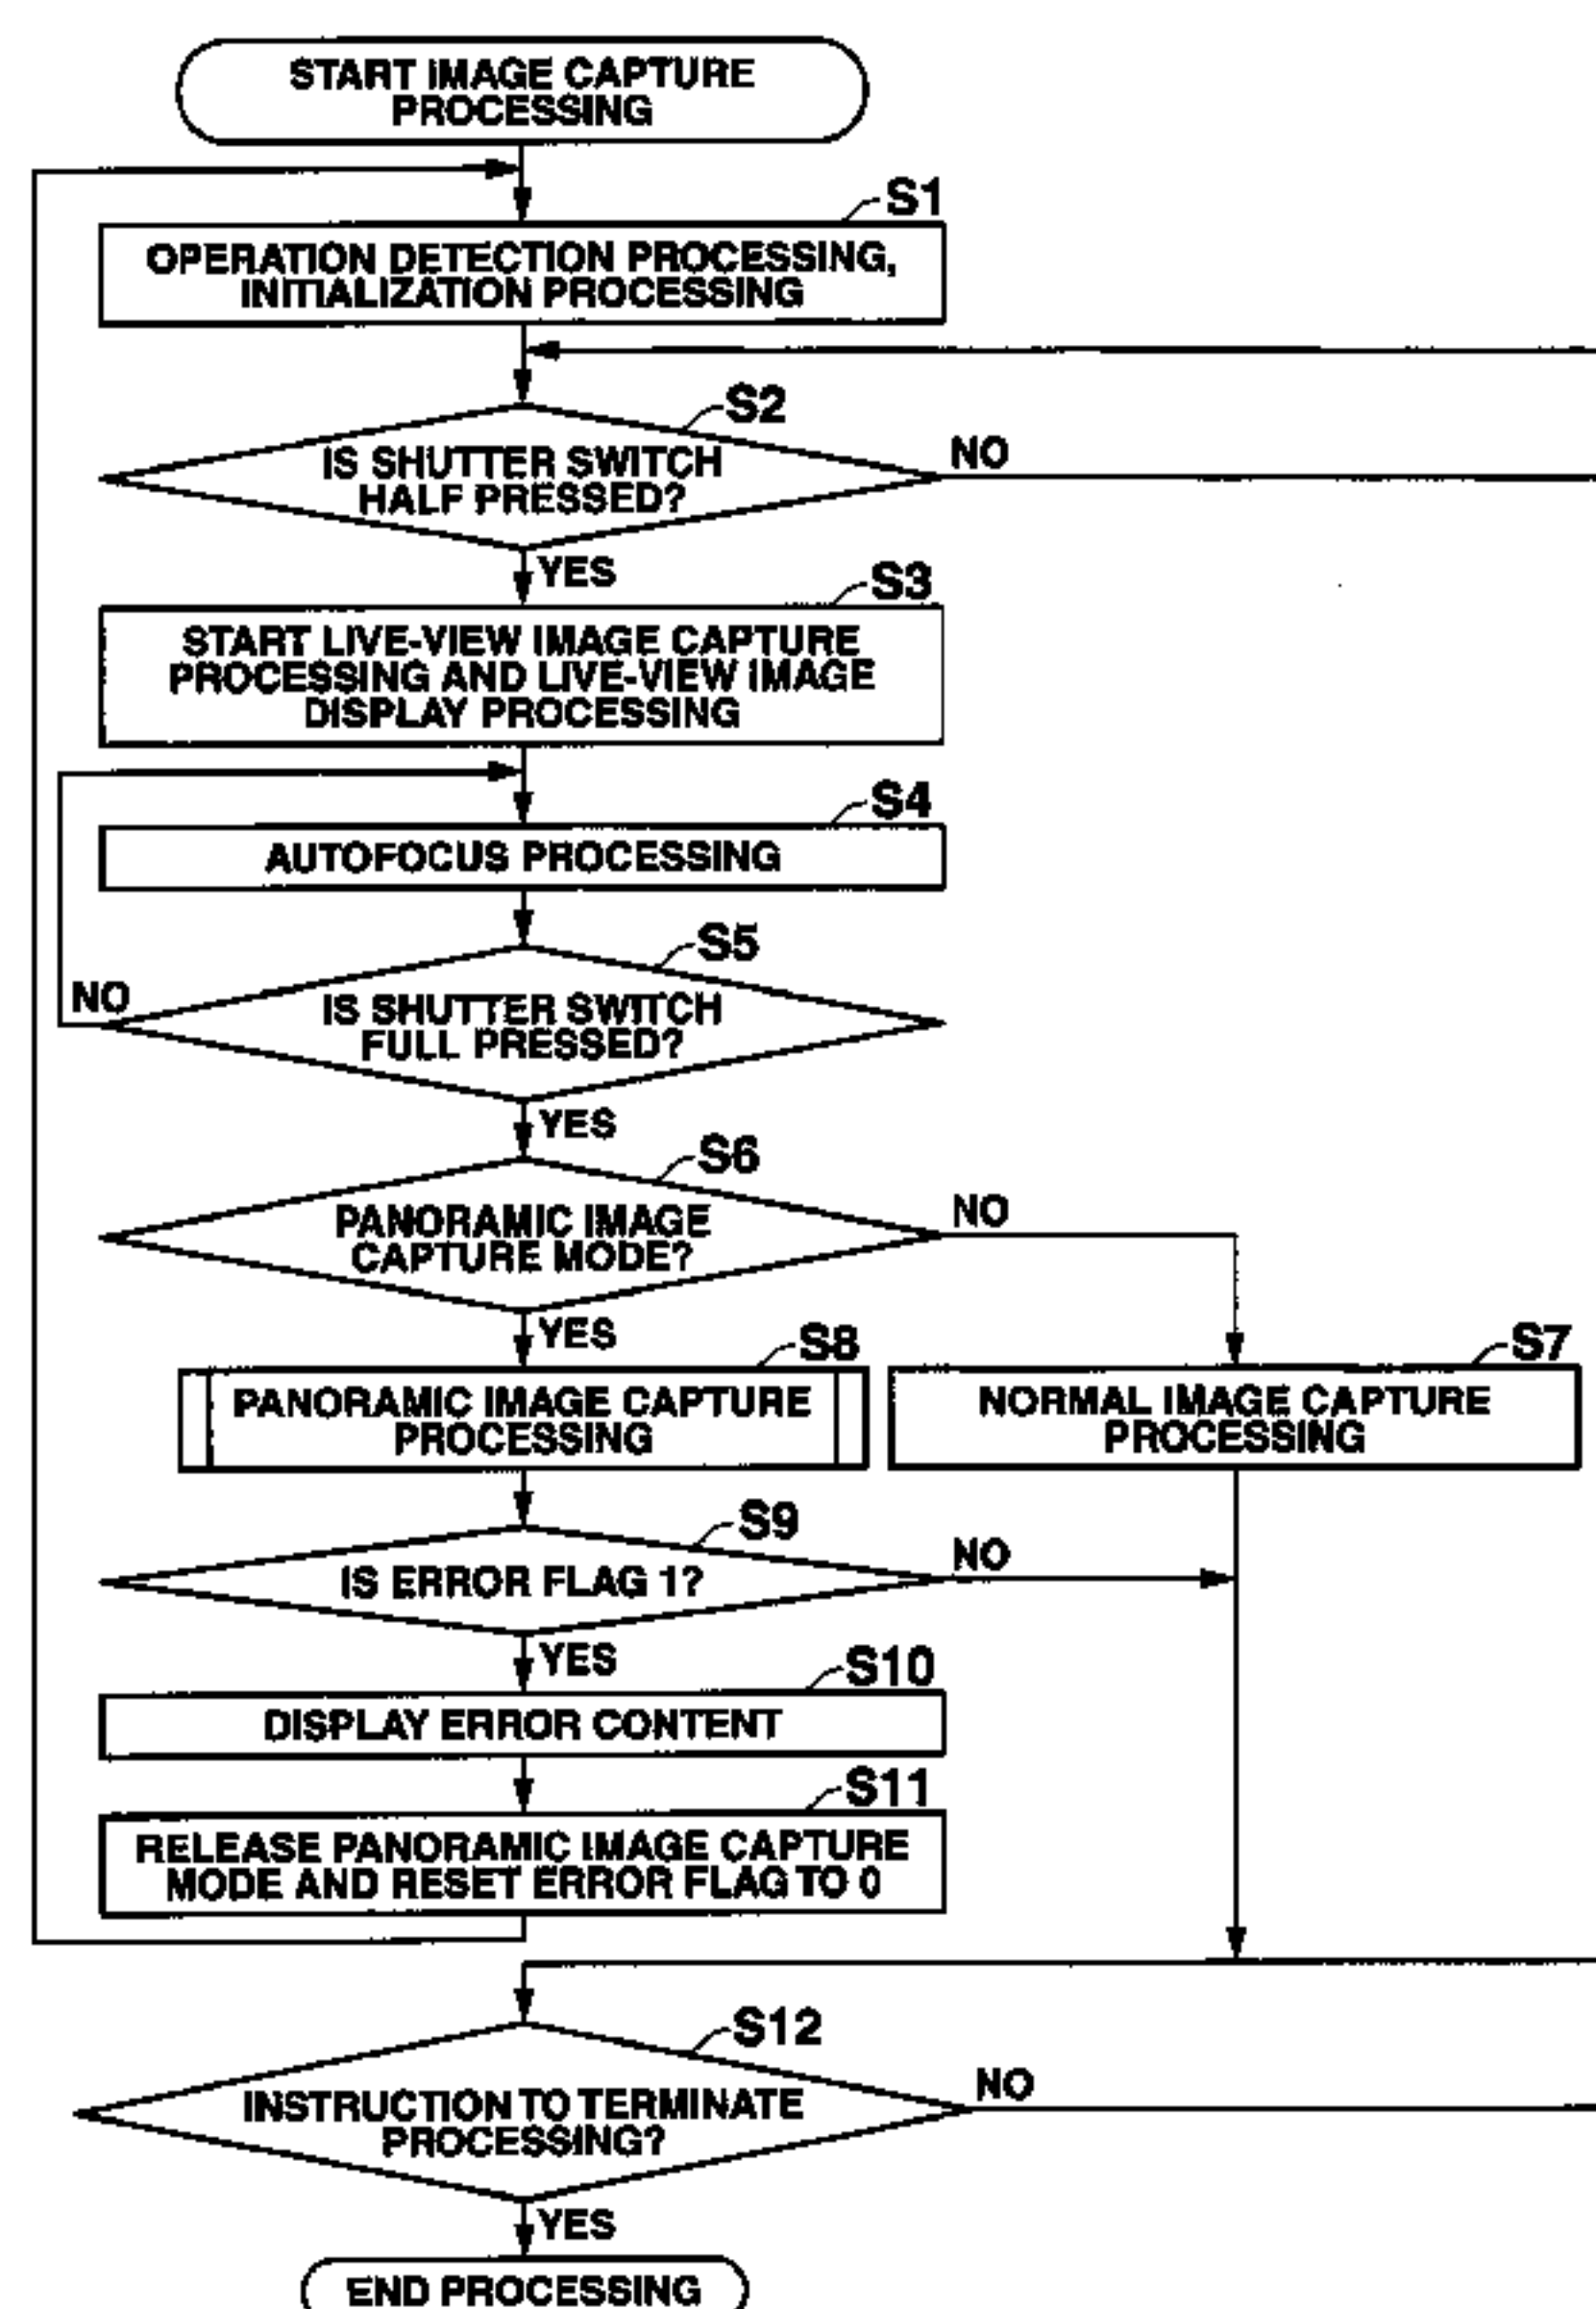 START IMAGE CAPTURE
PROCESSING
S1
OPERATION DETECTION PROCESSING,
INITIALIZATION PROCESSING
S2
IS SHUTTER SWITCH
HALF PRESSED?
NO
YES
S3
START LIVE-VIEW IMAGE CAPTURE
PROCESSING AND LIVE-VIEW IMAGE
DISPLAY PROCESSING
S4
AUTOFOCUS PROCESSING
S5
NO
IS SHUTTER SWITCH
FULL PRESSED?
YES
S6
PANORAMIC IMAGE
CAPTURE MODE?
NO
YES
S8
PANORAMIC IMAGE CAPTURE
PROCESSING
S7
NORMAL IMAGE CAPTURE
PROCESSING
S9
IS ERROR FLAG 1?
NO
YES
S10
DISPLAY ERROR CONTENT
S11
RELEASE PANORAMIC IMAGE CAPTURE
MODE AND RESET ERROR FLAG TO 0
S12
INSTRUCTION TO TERMINATE
PROCESSING?
NO
YES
END PROCESSING